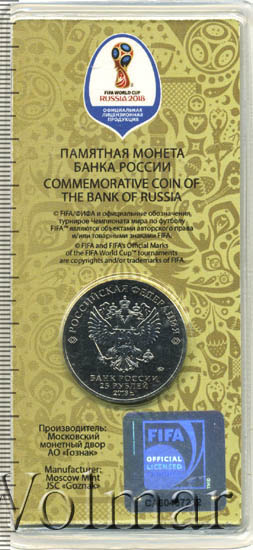 FIFA WORLD CUP
RUSSIA 2018
ОФИЦИАЛЬНАЯ
ЛИЦЕНЗИОННАЯ
ПРОДУКЦИЯ
ПАМЯТНАЯ МОНЕТА
БАНКА РОССИИ
COMMEMORATIVE COIN OF
THE BANK OF RUSSIA
© FIFA/ФИФА и официальные обозначения,
турниров Чемпионата мира по футболу
FIFA™ являются объектами авторского права
и/или товарными знаками FIFA.
© FIFA and FIFA's Official Marks
of the FIFA World Cup™ tournaments
are copyrights and/or trademarks of FIFA.
РОССИЙСКАЯ ФЕДЕРАЦИЯ
БАНК РОССИИ
25 РУБЛЕЙ
2018 г.
Производитель:
Московский
монетный двор
АО «Гознак»
Manufacturer:
Moscow Mint
JSC «Goznak»
FIFA
OFFICIAL
LICENSED
Volmar